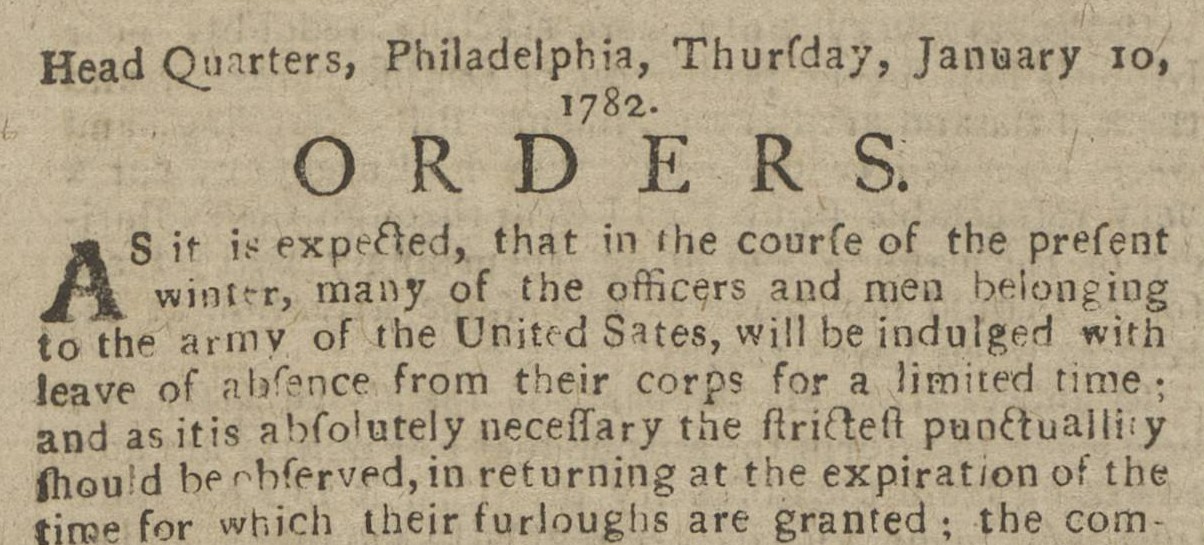 Head Quarters, Philadelphia, Thurſday, January 10,
1782.
ORDERS.
AS it is expected, that in the courſe of the preſent
winter, many of the officers and men belonging
to the army of the United Sates, will be indulged with
leave of abſence from their corps for a limited time ;
and as itis abſolutely neceſſary the ſtricteſt punctuallity
ſhould be obſerved, in returning at the expiration of the
time for which their furloughs are granted ; the com-